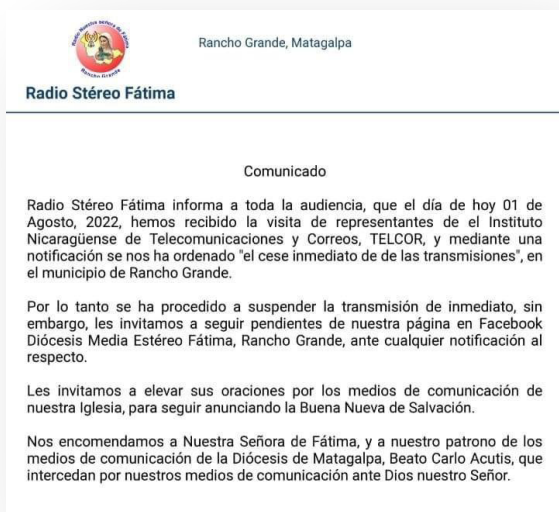 Radio Nuestra Señora de Fátima
Rancho Grande
Rancho Grande, Matagalpa
Radio Stéreo Fátima
Comunicado
Radio Stéreo Fátima informa a toda la audiencia, que el día de hoy 01 de
Agosto, 2022, hemos recibido la visita de representantes de el Instituto
Nicaragüense de Telecomunicaciones y Correos, TELCOR, y mediante una
notificación se nos ha ordenado "el cese inmediato de de las transmisiones", en
el municipio de Rancho Grande.
Por lo tanto se ha procedido a suspender la transmisión de inmediato, sin
embargo, les invitamos a seguir pendientes de nuestra página en Facebook
Diócesis Media Estéreo Fátima, Rancho Grande, ante cualquier notificación al
respecto.
Les invitamos a elevar sus oraciones por los medios de comunicación de
nuestra Iglesia, para seguir anunciando la Buena Nueva de Salvación.
Nos encomendamos a Nuestra Señora de Fátima, y a nuestro patrono de los
medios de comunicación de la Diócesis de Matagalpa, Beato Carlo Acutis, que
intercedan por nuestros medios de comunicación ante Dios nuestro Señor.